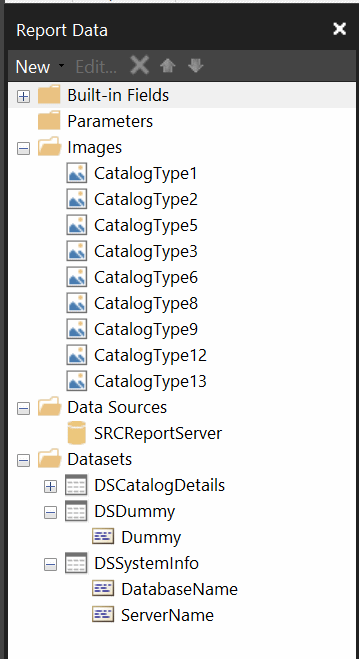 Report Data
New Edit...
Built-in Fields
Parameters
Images
CatalogType1
CatalogType2
CatalogType5
CatalogType3
CatalogType6
CatalogType8
CatalogType9
CatalogType12
CatalogType13
Data Sources
SRCReportServer
Datasets
DSCatalogDetails
DSDummy
Dummy
DSSystemInfo
DatabaseName
ServerName